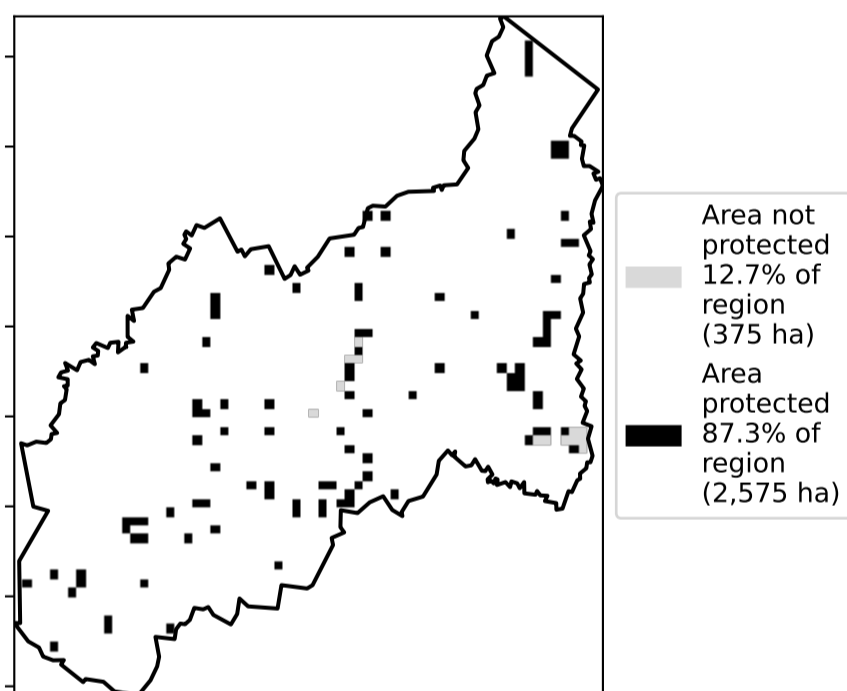 Area not
protected
12.7% of
region
(375 ha)
Area
protected
87.3% of
region
(2,575 ha)